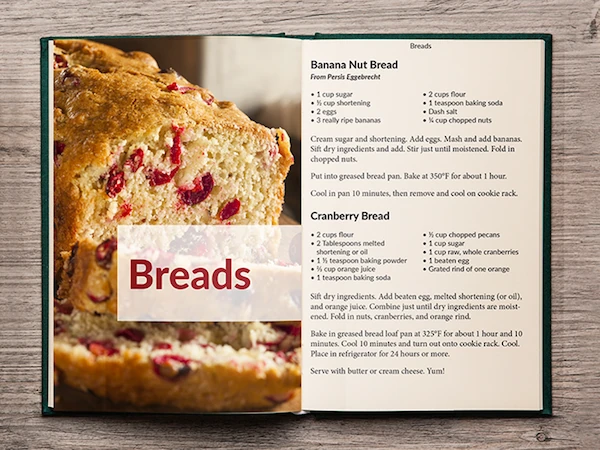 Breads
Breads
Banana Nut Bread
From Persis Eggebrecht
• 1 cup sugar
• ½ cup shortening
• 2 eggs
• 3 really ripe bananas
• 2 cups flour
• 1 teaspoon baking soda
• Dash salt
• ¼ cup chopped nuts
Cream sugar and shortening. Add eggs. Mash and add bananas.
Sift dry ingredients and add. Stir just until moistened. Fold in
chopped nuts.
Put into greased bread pan. Bake at 350°F for about 1 hour.
Cool in pan 10 minutes, then remove and cool on cookie rack.
Cranberry Bread
• 2 cups flour
• 2 Tablespoons melted
shortening or oil
• 1 ½ teaspoon baking powder
• cup orange juice
• 1 teaspoon baking soda
• ½ cup chopped pecans
• 1 cup sugar
• 1 cup raw, whole cranberries
• 1 beaten egg
• Grated rind of one orange
Sift dry ingredients. Add beaten egg, melted shortening (or oil),
and orange juice. Combine just until dry ingredients are moist-
ened. Fold in nuts, cranberries, and orange rind.
Bake in greased bread loaf pan at 325°F for about 1 hour and 10
minutes. Cool 10 minutes and turn out onto cookie rack. Cool.
Place in refrigerator for 24 hours or more.
Serve with butter or cream cheese. Yum!